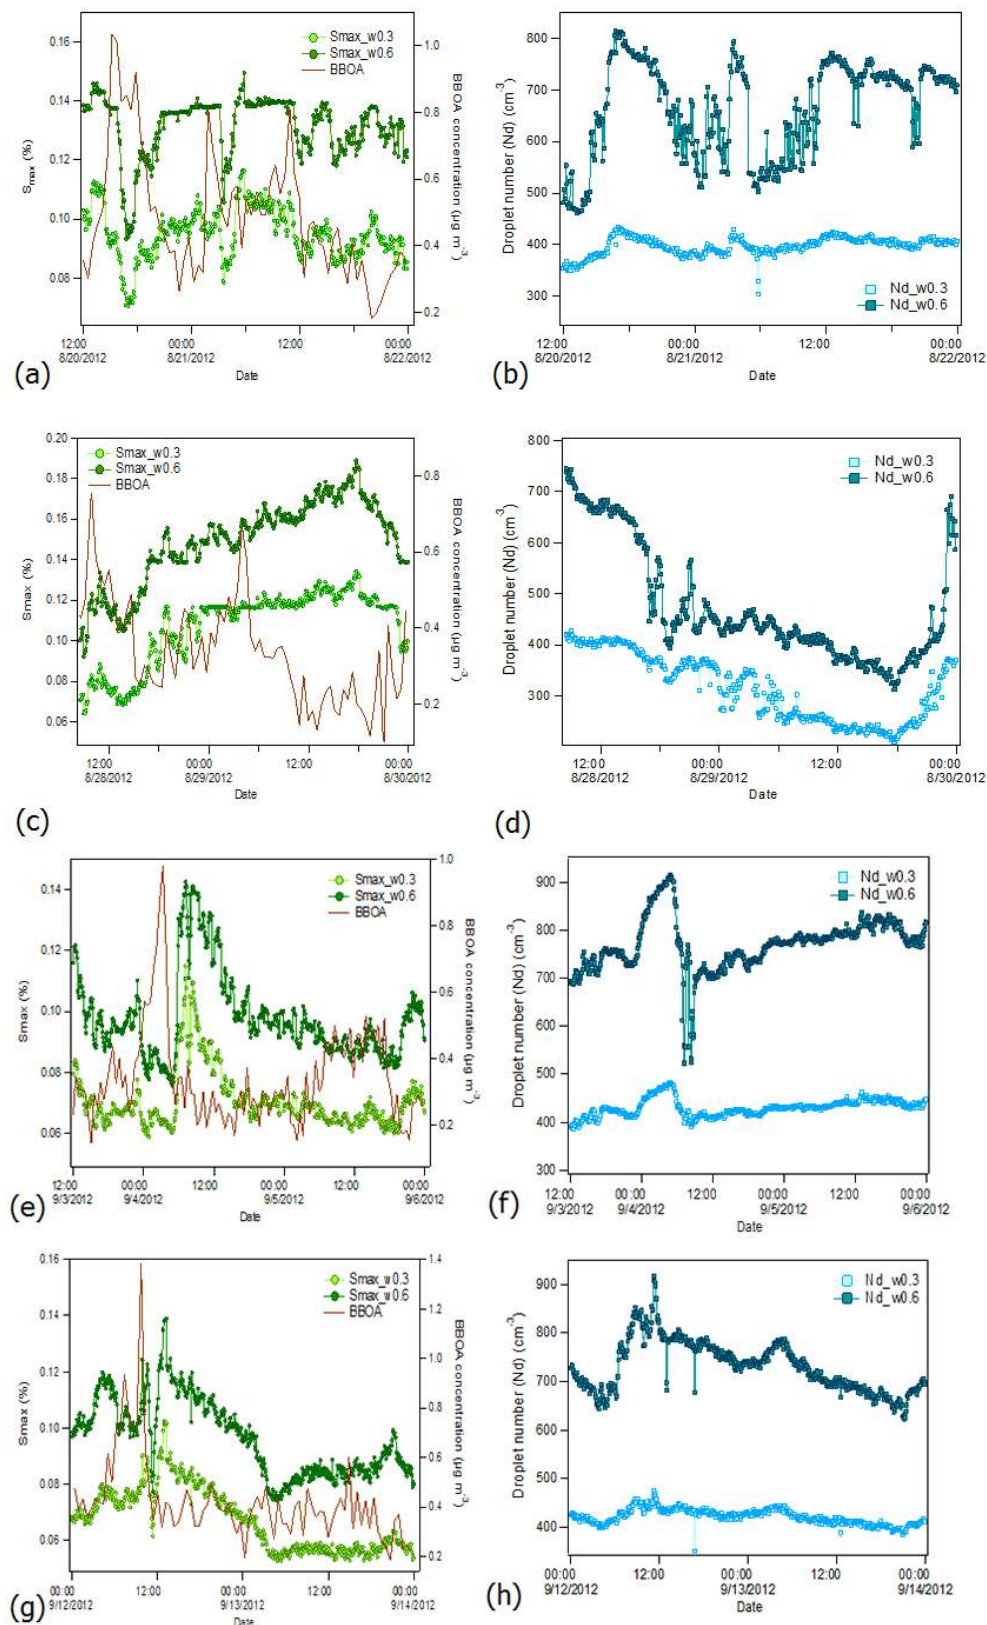 0.16
0.14
0.12
0.10
0.08
Smax (%)
Smax_w0.3
Smax_w0.6
BBOA
1.0
0.8
0.6
0.4
0.2
BBOA concentration (µg m-3)
12:00
8/20/2012
00:00
8/21/2012
12:00
00:00
8/22/2012
Date
(a)
800
700
600
500
400
300
Droplet number (Nd) (cm-3)
Nd_w0.3
Nd_w0.6
12:00
8/20/2012
00:00
8/21/2012
12:00
00:00
8/22/2012
Date
(b)
0.20
0.18
0.16
0.14
0.12
0.10
0.08
0.06
Smax (%)
Smax_w0.3
Smax_w0.6
BBOA
0.8
0.6
0.4
0.2
BBOA concentration (µg m-3)
12:00
8/28/2012
00:00
8/29/2012
12:00
00:00
8/30/2012
Date
(c)
800
700
600
500
400
300
Droplet number (Nd) (cm-3)
Nd_w0.3
Nd_w0.6
12:00
8/28/2012
00:00
8/29/2012
12:00
00:00
8/30/2012
Date
(d)
0.14
0.12
0.10
0.08
0.06
Smax (%)
Smax_w0.3
Smax_w0.6
BBOA
1.0
0.8
0.6
0.4
0.2
BBOA concentration (µg m-3)
12:00
9/3/2012
00:00
9/4/2012
12:00
00:00
9/5/2012
12:00
00:00
9/6/2012
Date
(e)
900
800
700
600
500
400
300
Droplet number (Nd) (cm-3)
Nd_w0.3
Nd_w0.6
12:00
9/3/2012
00:00
9/4/2012
12:00
00:00
9/5/2012
12:00
00:00
9/6/2012
Date
(f)
0.16
0.14
0.12
0.10
0.08
0.06
Smax (%)
Smax_w0.3
Smax_w0.6
BBOA
1.4
1.2
1.0
0.8
0.6
0.4
0.2
BBOA concentration (µg m-3)
00:00
9/12/2012
12:00
00:00
9/13/2012
12:00
00:00
9/14/2012
Date
(g)
900
800
700
600
500
400
Droplet number (Nd) (cm-3)
Nd_w0.3
Nd_w0.6
00:00
9/12/2012
12:00
00:00
9/13/2012
12:00
00:00
9/14/2012
Date
(h)